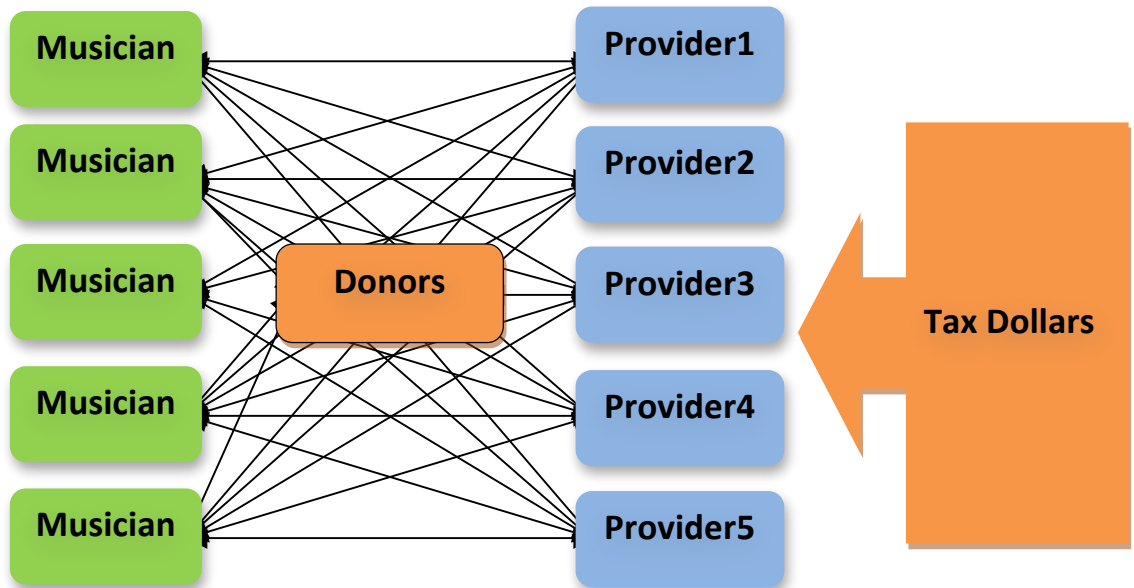 Musician
Provider1
Musician
Provider2
Musician
Donors
Provider3
Tax Dollars
Musician
Provider4
Musician
Provider5